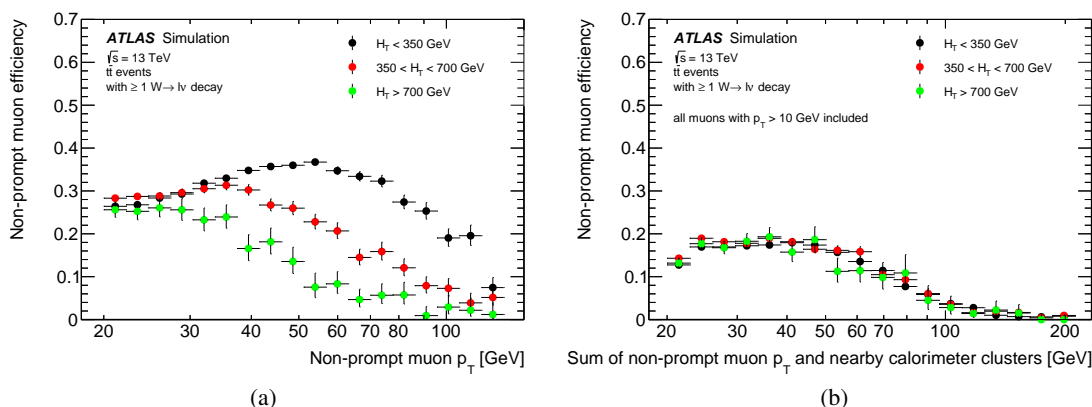 Non-prompt muon efficiency
0.7
0.6
0.5
0.4
0.3
0.2
0.1
0
ATLAS Simulation
√s = 13 TeV
tt̄ events
with ≥ 1 W→ lν decay
H_T < 350 GeV
350 < H_T < 700 GeV
H_T > 700 GeV
20 30 40 50 60 70 100
Non-prompt muon p_T [GeV]
(a)
Non-prompt muon efficiency
0.7
0.6
0.5
0.4
0.3
0.2
0.1
0
ATLAS Simulation
√s = 13 TeV
tt̄ events
with ≥ 1 W→ lν decay
all muons with p_T > 10 GeV included
H_T < 350 GeV
350 < H_T < 700 GeV
H_T > 700 GeV
20 30 40 50 60 70 100 200
Sum of non-prompt muon p_T and nearby calorimeter clusters [GeV]
(b)